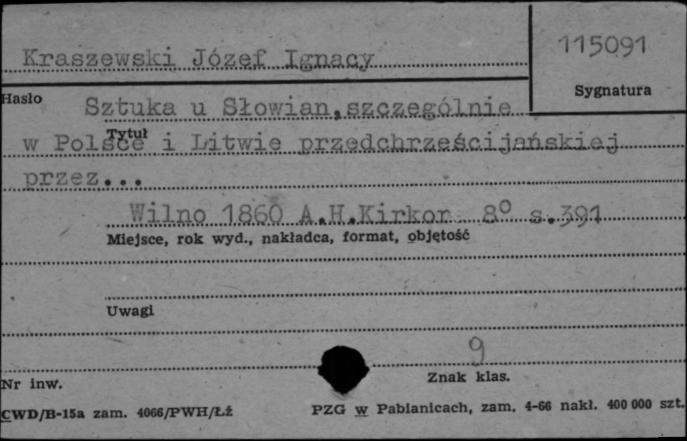 115091
Kraszewski Józef Ignacy
Sygnatura
Hasło
Sztuka u Słowian,szczególnie
Tytuł
w Polsce i Litwie przedchrześcijańskiej
przez...
Wilno 1860 A.H.Kirkor 8° s.391
Miejsce, rok wyd., nakładca, format, objętość
Uwagi
9
Nr inw.
Znak klas.
CWD/B-15a zam. 4066/PWH/Łź
PZG w Pabianicach, zam. 4-66 nakł. 400 000 szt.